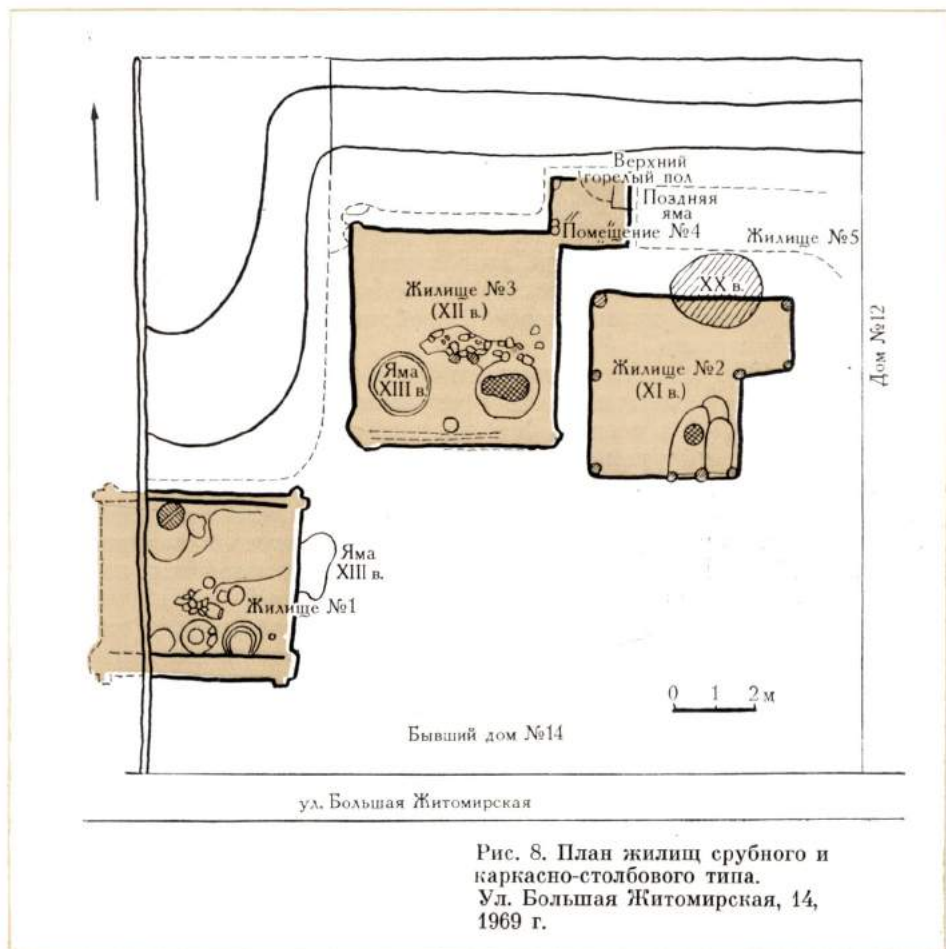 Верхний
горелый пол
Поздняя
яма
Помещение №4
Жилище №5
XX в.
Жилище №3
(XII в.)
Дом №12
Яма
XIII в.
Жилище №2
(XI в.)
Яма
XIII в.
Жилище №1
0 1 2 м
Бывший дом №14
ул. Большая Житомирская
Рис. 8. План жилищ срубного и
каркасно-столбового типа.
Ул. Большая Житомирская, 14,
1969 г.